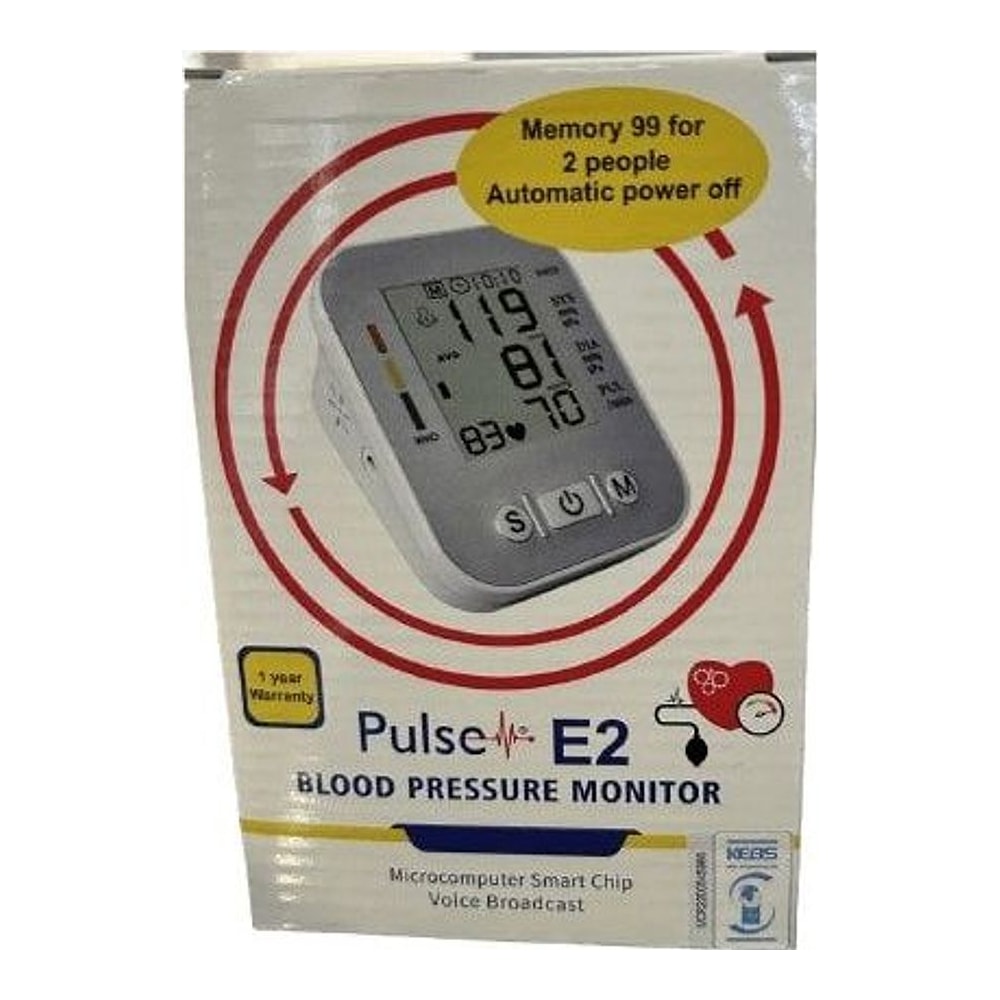 Memory 99 for
2 people
Automatic power off
M 10:10
119
SYS
AVG
81
DIA
PUL
83 70
S M
1 year
Warranty
Pulse E2
BLOOD PRESSURE MONITOR
Microcomputer Smart Chip
Voice Broadcast
KEBS